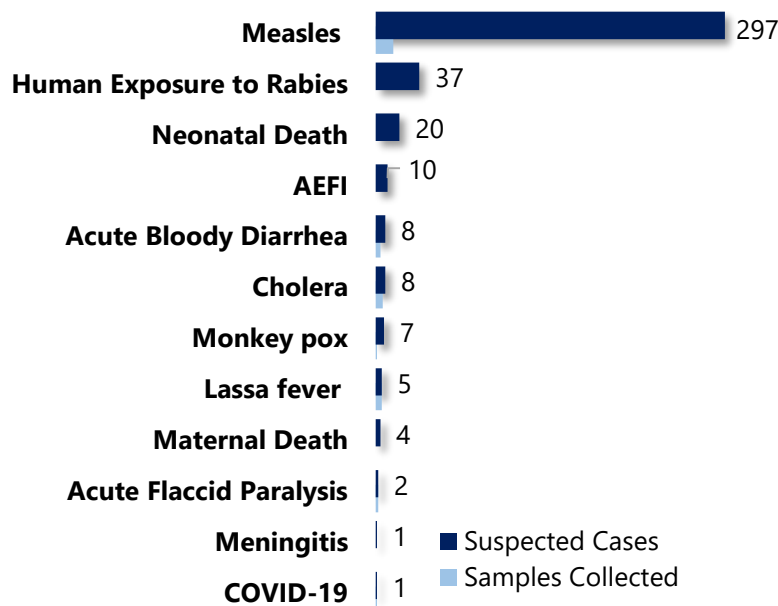 Measles 297
Human Exposure to Rabies 37
Neonatal Death 20
AEFI 10
Acute Bloody Diarrhea 8
Cholera 8
Monkey pox 7
Lassa fever 5
Maternal Death 4
Acute Flaccid Paralysis 2
Meningitis 1
Suspected Cases
Samples Collected
COVID-19 1